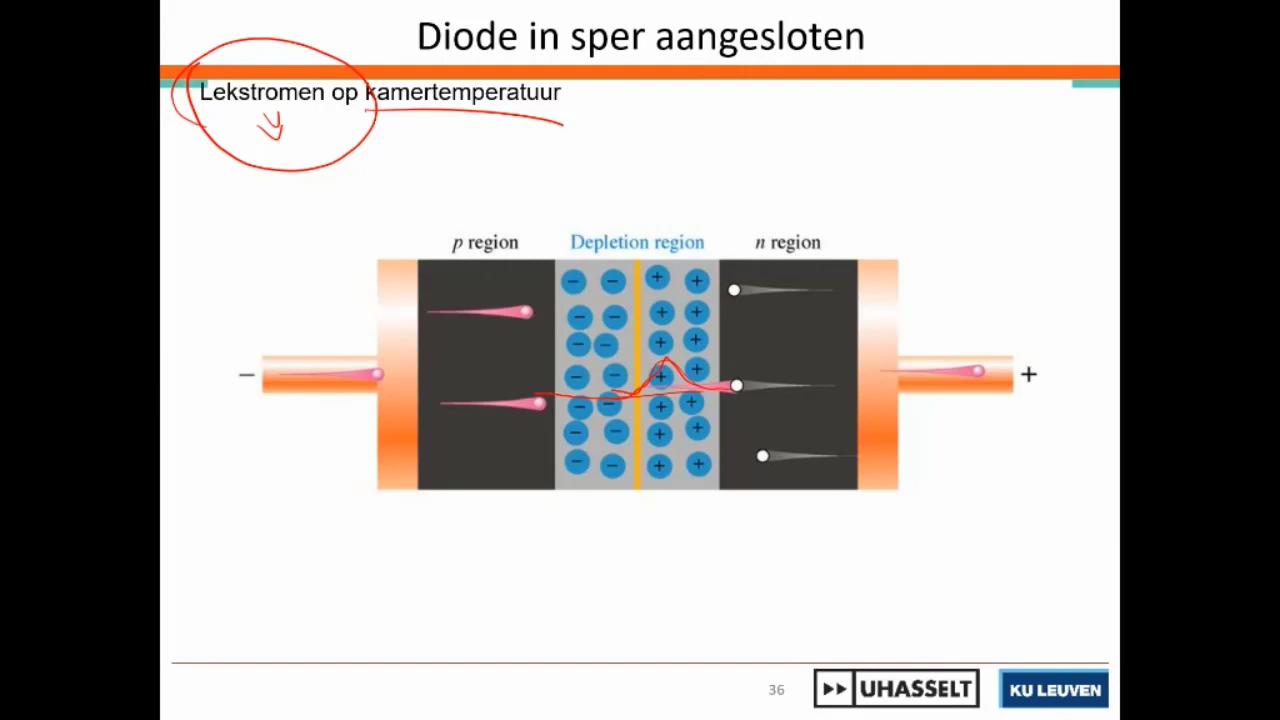 Diode in sper aangesloten
Lekstromen op kamertemperatuur
p region Depletion region n region
− +
36
UHASSELT KU LEUVEN